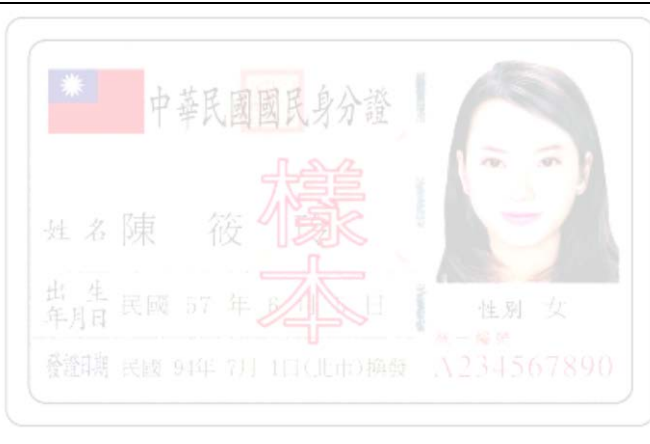 中華民國國民身分證
樣本
姓名 陳 筱
出生年月日 民國 57 年 6 日
性別 女
統一編號
發證日期 民國 94年 7月 1日(北市)換發
A234567890